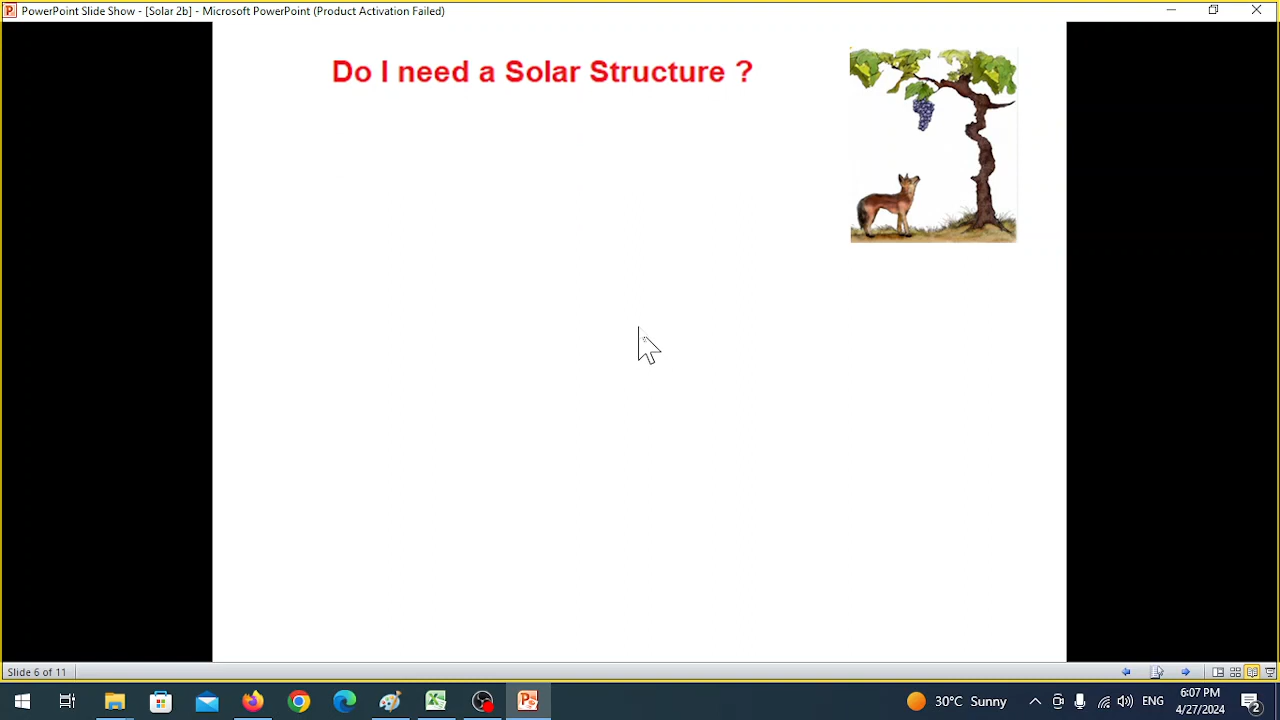 PowerPoint Slide Show - [Solar 2b] - Microsoft PowerPoint (Product Activation Failed)
Do I need a Solar Structure ?
Slide 6 of 11
30°C Sunny
ENG
6:07 PM
4/27/2024
2